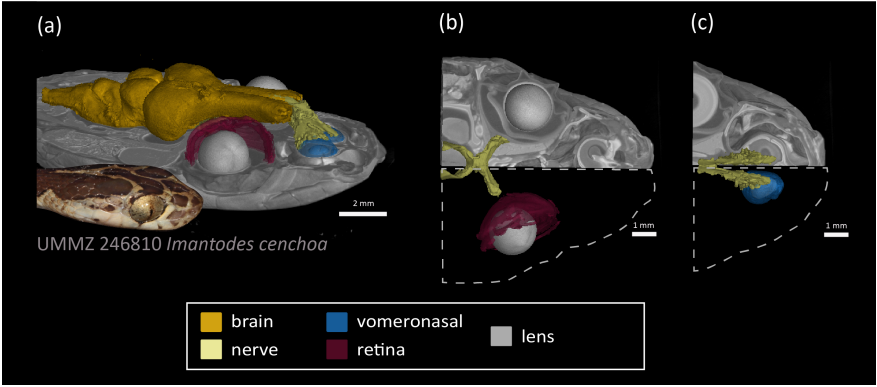 (a)
(b)
(c)
2 mm
1 mm
1 mm
UMMZ 246810 Imantodes cenchoa
brain
vomeronasal
lens
nerve
retina